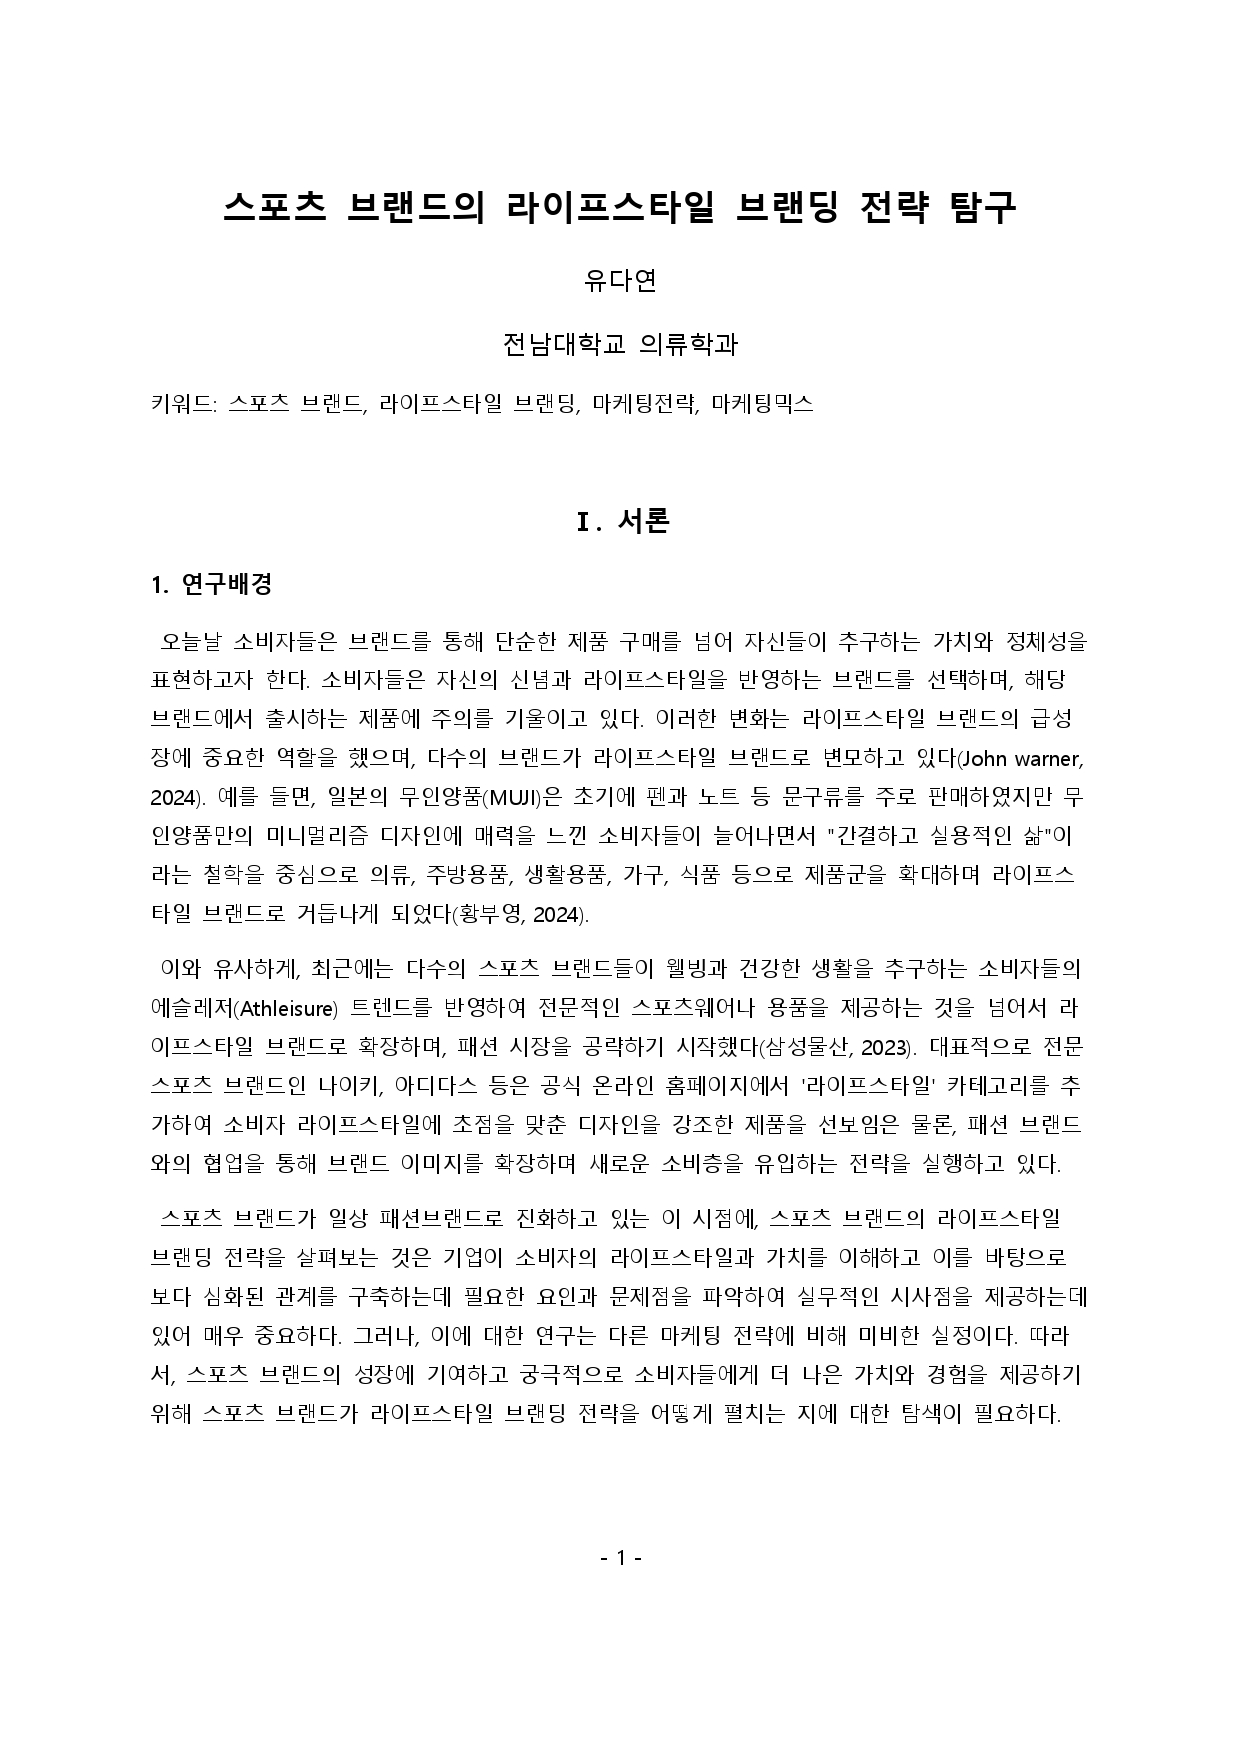 스포츠 브랜드의 라이프스타일 브랜딩 전략 탐구
유다연
전남대학교 의류학과
키워드: 스포츠 브랜드, 라이프스타일 브랜딩, 마케팅전략, 마케팅믹스
I. 서론
1. 연구배경
오늘날 소비자들은 브랜드를 통해 단순한 제품 구매를 넘어 자신들이 추구하는 가치와 정체성을
표현하고자 한다. 소비자들은 자신의 신념과 라이프스타일을 반영하는 브랜드를 선택하며, 해당
브랜드에서 출시하는 제품에 주의를 기울이고 있다. 이러한 변화는 라이프스타일 브랜드의 급성
장에 중요한 역할을 했으며, 다수의 브랜드가 라이프스타일 브랜드로 변모하고 있다(John warner,
2024). 예를 들면, 일본의 무인양품(MUJI)은 초기에 펜과 노트 등 문구류를 주로 판매하였지만 무
인양품만의 미니멀리즘 디자인에 매력을 느낀 소비자들이 늘어나면서 "간결하고 실용적인 삶"이
라는 철학을 중심으로 의류, 주방용품, 생활용품, 가구, 식품 등으로 제품군을 확대하며 라이프스
타일 브랜드로 거듭나게 되었다(황부영, 2024).
이와 유사하게, 최근에는 다수의 스포츠 브랜드들이 웰빙과 건강한 생활을 추구하는 소비자들의
에슬레저(Athleisure) 트렌드를 반영하여 전문적인 스포츠웨어나 용품을 제공하는 것을 넘어서 라
이프스타일 브랜드로 확장하며, 패션 시장을 공략하기 시작했다(삼성물산, 2023). 대표적으로 전문
스포츠 브랜드인 나이키, 아디다스 등은 공식 온라인 홈페이지에서 '라이프스타일' 카테고리를 추
가하여 소비자 라이프스타일에 초점을 맞춘 디자인을 강조한 제품을 선보임은 물론, 패션 브랜드
와의 협업을 통해 브랜드 이미지를 확장하며 새로운 소비층을 유입하는 전략을 실행하고 있다.
스포츠 브랜드가 일상 패션브랜드로 진화하고 있는 이 시점에, 스포츠 브랜드의 라이프스타일
브랜딩 전략을 살펴보는 것은 기업이 소비자의 라이프스타일과 가치를 이해하고 이를 바탕으로
보다 심화된 관계를 구축하는데 필요한 요인과 문제점을 파악하여 실무적인 시사점을 제공하는데
있어 매우 중요하다. 그러나, 이에 대한 연구는 다른 마케팅 전략에 비해 미비한 실정이다. 따라
서, 스포츠 브랜드의 성장에 기여하고 궁극적으로 소비자들에게 더 나은 가치와 경험을 제공하기
위해 스포츠 브랜드가 라이프스타일 브랜딩 전략을 어떻게 펼치는 지에 대한 탐색이 필요하다.
- 1 -